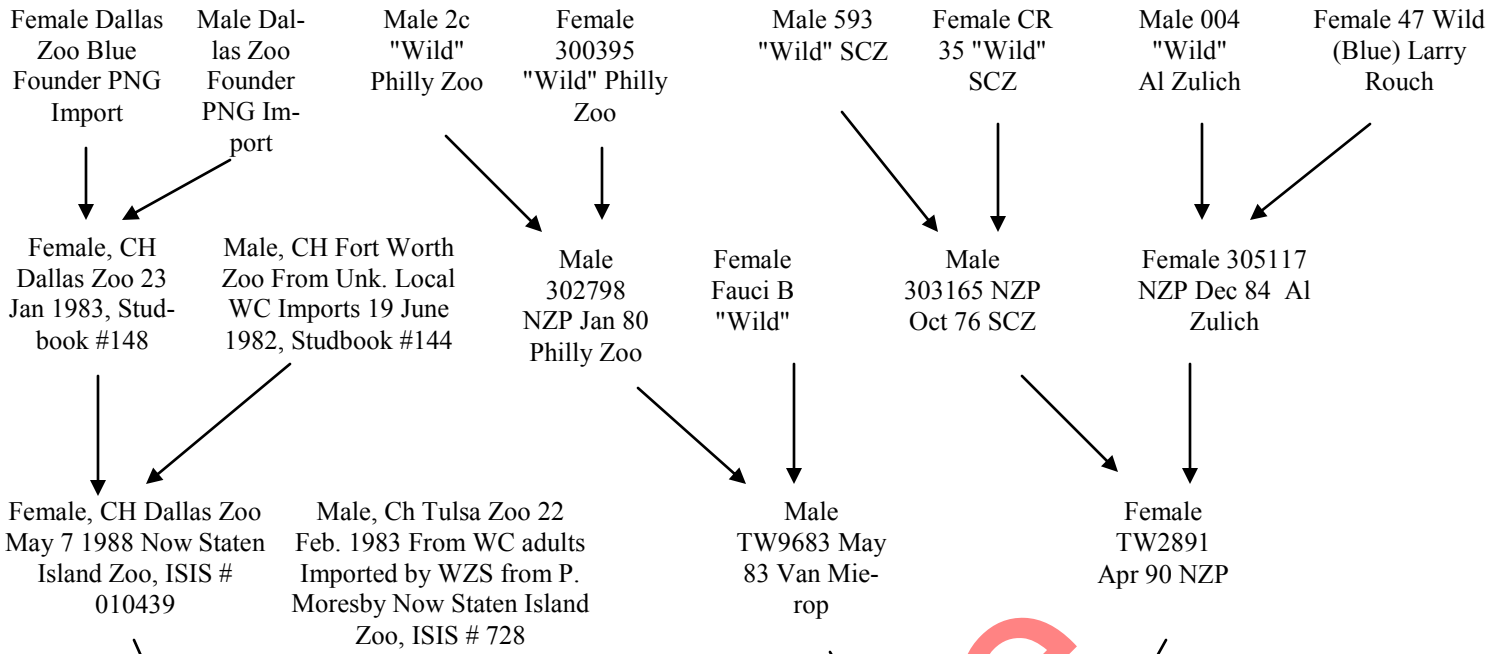 Female Dallas
Zoo Blue
Founder PNG
Import
Male Dal-
las Zoo
Founder
PNG Im-
port
Male 2c
"Wild"
Philly Zoo
Female
300395
"Wild" Philly
Zoo
Male 593
"Wild" SCZ
Female CR
35 "Wild"
SCZ
Male 004
"Wild"
Al Zulich
Female 47 Wild
(Blue) Larry
Rouch
Female, CH
Dallas Zoo 23
Jan 1983, Stud-
book #148
Male, CH Fort Worth
Zoo From Unk. Local
WC Imports 19 June
1982, Studbook #144
Male
302798
NZP Jan 80
Philly Zoo
Female
Fauci B
"Wild"
Male
303165 NZP
Oct 76 SCZ
Female 305117
NZP Dec 84 Al
Zulich
Female, CH Dallas Zoo
May 7 1988 Now Staten
Island Zoo, ISIS #
010439
Male, Ch Tulsa Zoo 22
Feb. 1983 From WC adults
Imported by WZS from P.
Moresby Now Staten Island
Zoo, ISIS # 728
Male
TW9683 May
83 Van Mie-
rop
Female
TW2891
Apr 90 NZP